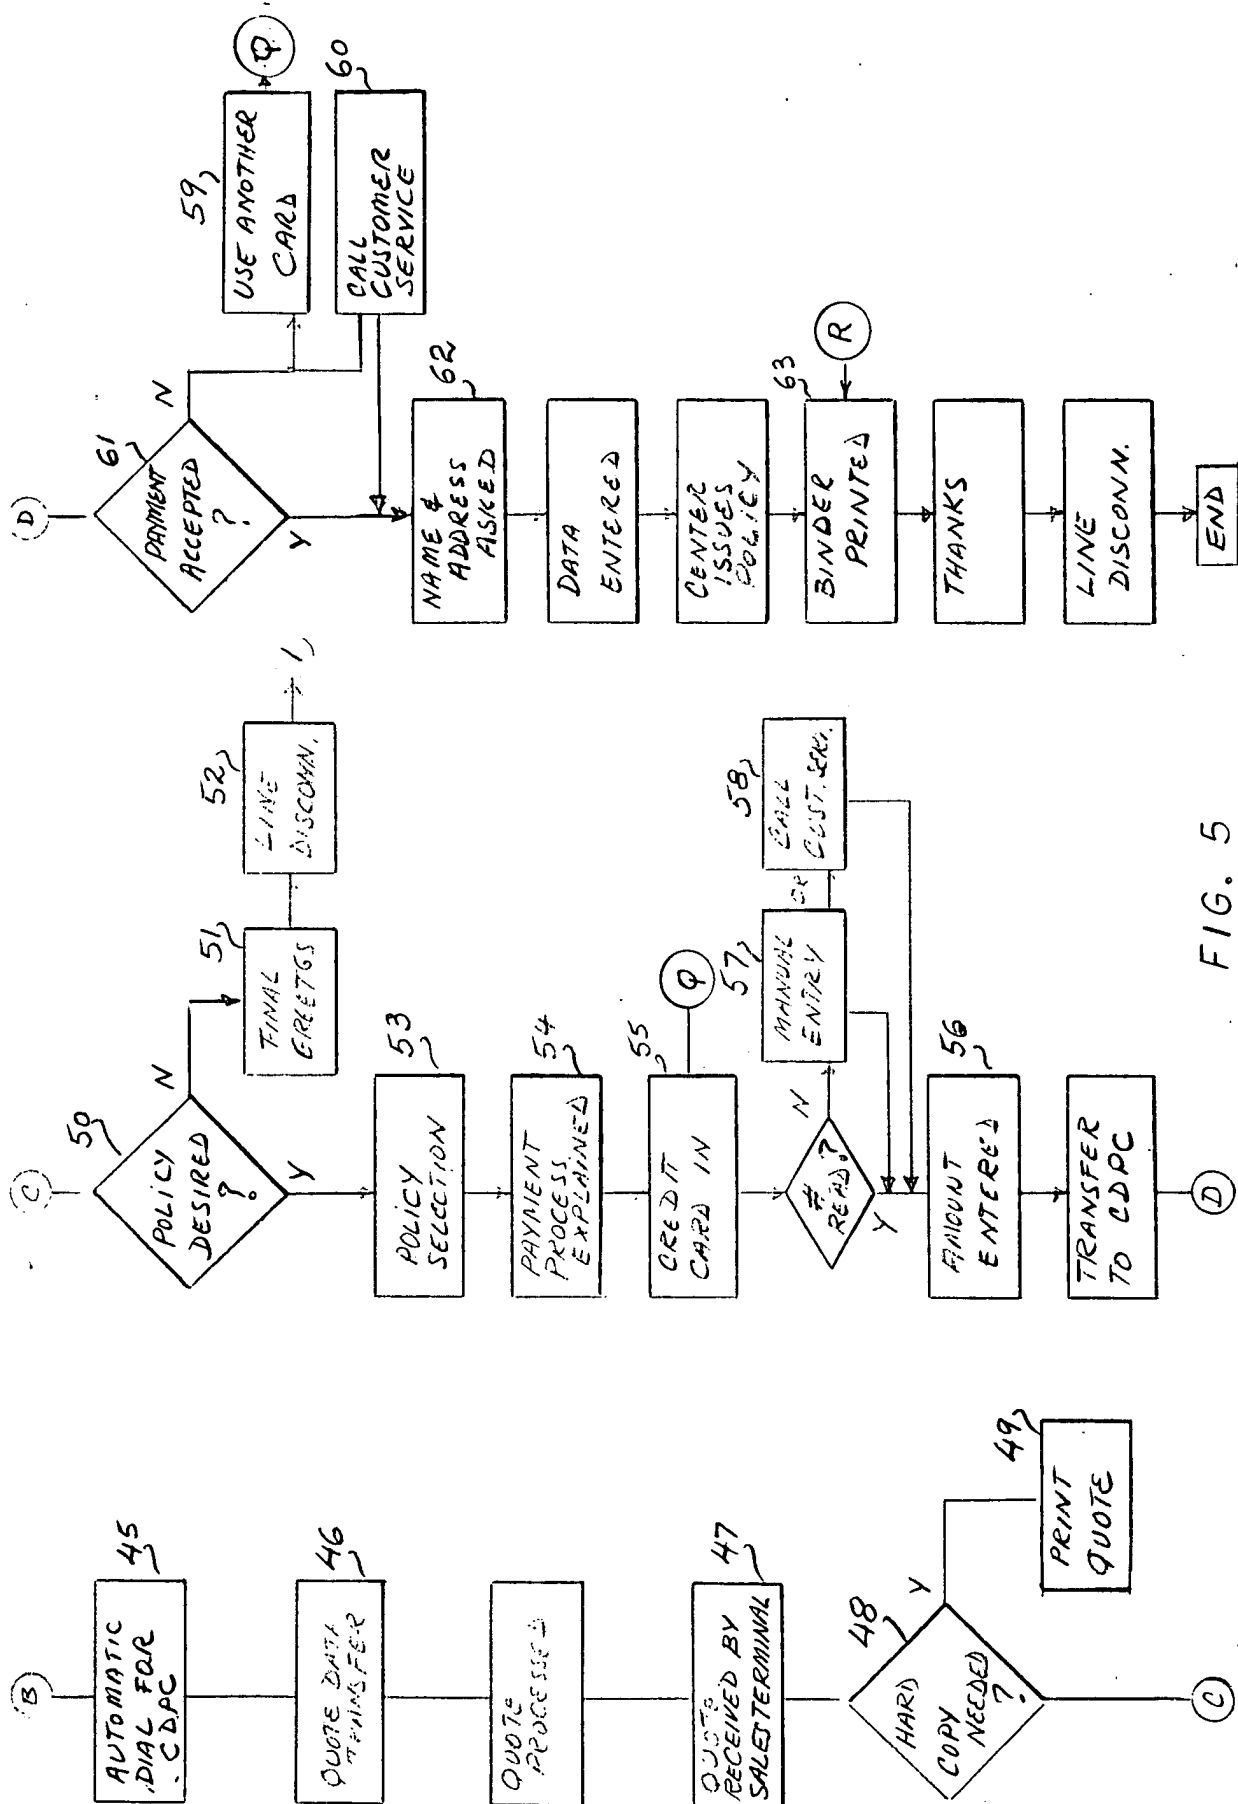 B
45
AUTOMATIC
DIAL FOR
CDPC
46
QUOTE DATA
TRANSFER
QUOTE
PROCESSED
47
QUOTE
RECEIVED BY
SALES TERMINAL
48
HARD
COPY
NEEDED
?
Y
49
PRINT
QUOTE
C
C
50
POLICY
DESIRED
?
N
Y
51
FINAL
GREETGS
52
LINE
DISCONN.
53
POLICY
SELECTION
54
PAYMENT
PROCESS
EXPLAINED
55
CREDIT
CARD IN
Q
#
READ?
N
Y
57
MANUAL
ENTRY
OR
58
CALL
CUST. SERV.
56
AMOUNT
ENTERED
TRANSFER
TO CDPC
D
D
61
PAYMENT
ACCEPTED
?
N
Y
59
USE ANOTHER
CARD
Q
60
CALL
CUSTOMER
SERVICE
62
NAME &
ADDRESS
ASKED
DATA
ENTERED
CENTER
ISSUES
POLICY
63
BINDER
PRINTED
R
THANKS
LINE
DISCONN.
END
FIG. 5